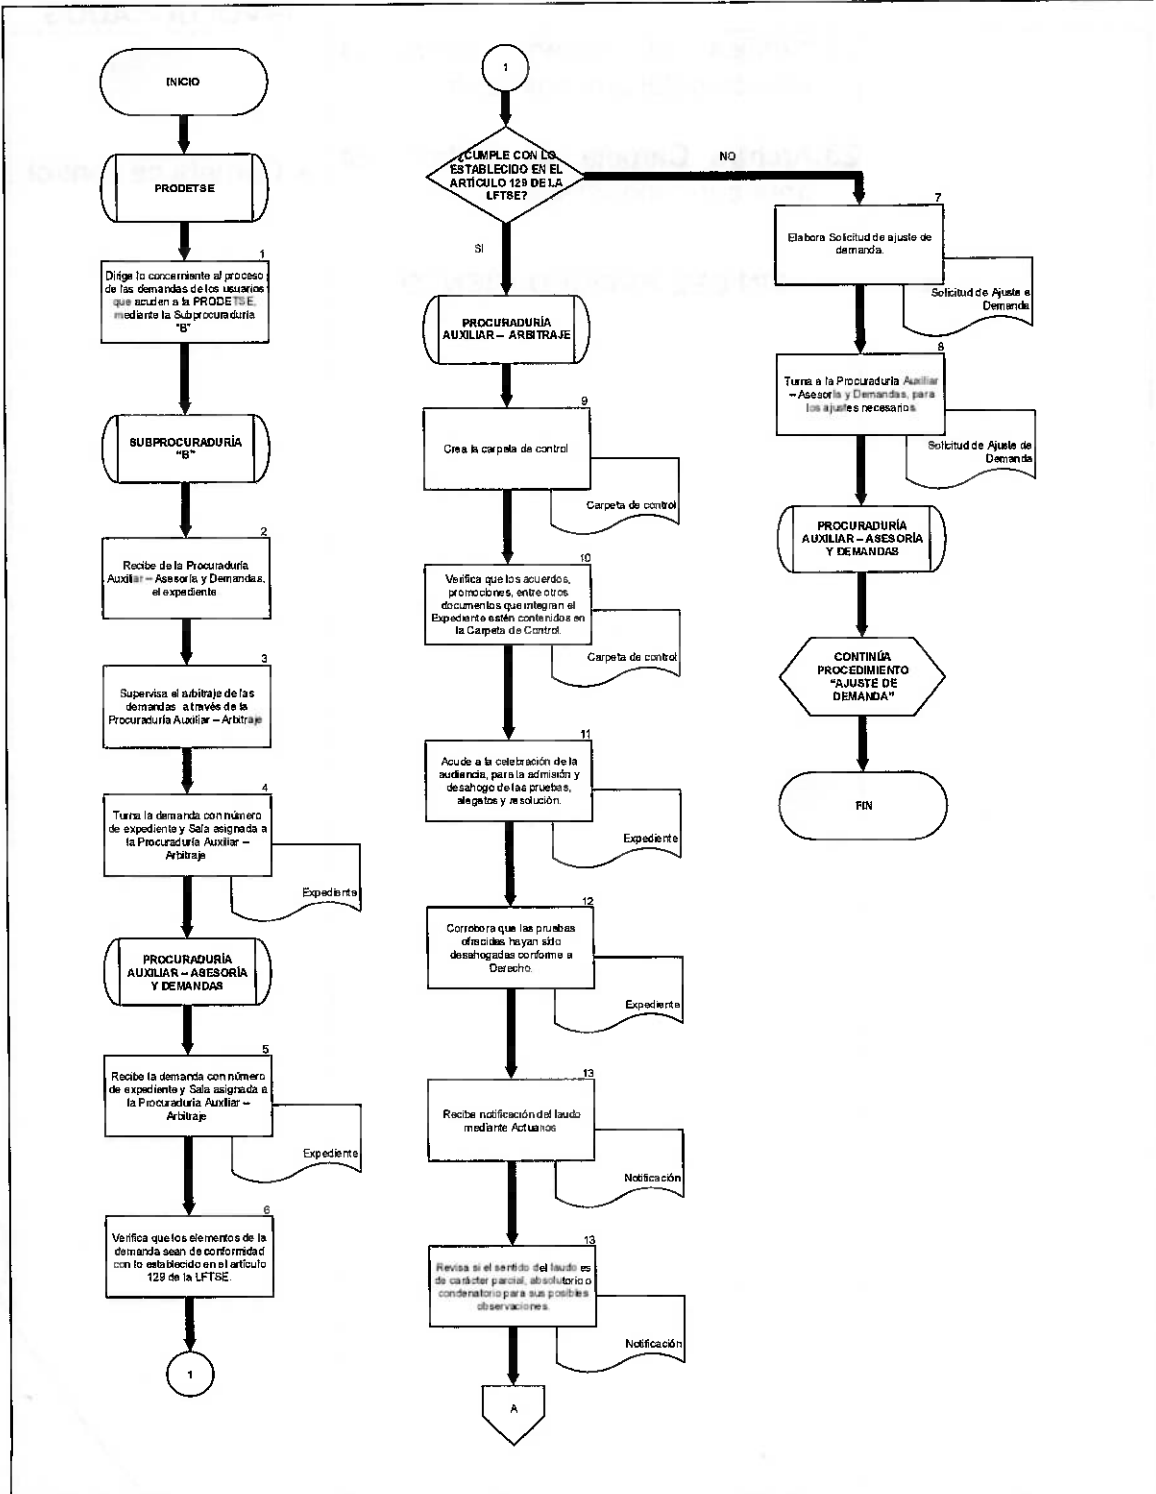 INICIO
PRODETSE
1
Dirige lo concerniente al proceso
de las demandas de los usuarios
que acuden a la PRODETSE,
mediante la Subprocuraduría
"B"
SUBPROCURADURÍA
"B"
2
Recibe de la Procuraduría
Auxiliar – Asesoría y Demandas,
el expediente
3
Supervisa el arbitraje de las
demandas a través de la
Procuraduría Auxiliar – Arbitraje
4
Turna la demanda con número
de expediente y Sala asignada a
la Procuraduría Auxiliar –
Arbitraje
Expediente
PROCURADURÍA
AUXILIAR – ASESORÍA
Y DEMANDAS
5
Recibe la demanda con número
de expediente y Sala asignada a
la Procuraduría Auxiliar –
Arbitraje
Expediente
6
Verifica que los elementos de la
demanda sean de conformidad
con lo establecido en el artículo
129 de la LFTSE.
1
1
¿CUMPLE CON LO
ESTABLECIDO EN EL
ARTÍCULO 129 DE LA
LFTSE?
NO
SI
PROCURADURÍA
AUXILIAR – ARBITRAJE
9
Crea la carpeta de control
Carpeta de control
10
Verifica que los acuerdos,
promociones, entre otros
documentos que integran el
Expediente estén contenidos en
la Carpeta de Control.
Carpeta de control
11
Acude a la celebración de la
audiencia, para la admisión y
desahogo de las pruebas,
alegatos y resolución.
Expediente
12
Corrobora que las pruebas
ofrecidas hayan sido
desahogadas conforme a
Derecho.
Expediente
13
Recibe notificación del laudo
mediante Actuarios
Notificación
13
Revisa si el sentido del laudo es
de carácter parcial, absolutorio o
condenatorio para sus posibles
observaciones.
Notificación
A
7
Elabora Solicitud de ajuste de
demanda.
Solicitud de Ajuste e
Demanda
8
Turna a la Procuraduría Auxiliar
– Asesoría y Demandas, para
los ajustes necesarios
Solicitud de Ajuste de
Demanda
PROCURADURÍA
AUXILIAR – ASESORÍA
Y DEMANDAS
CONTINÚA
PROCEDIMIENTO
"AJUSTE DE
DEMANDA"
FIN